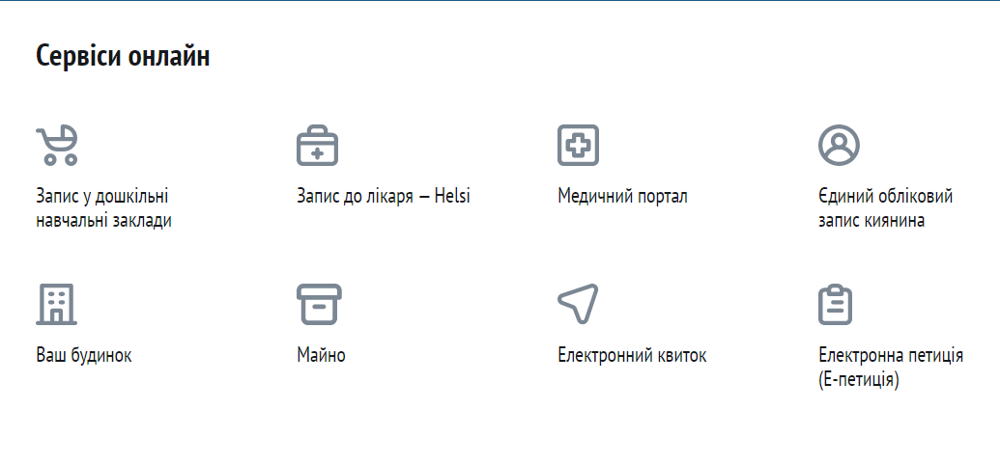 Сервіси онлайн
Запис у дошкільні
навчальні заклади
Запис до лікаря — Helsi
Медичний портал
Єдиний обліковий
запис киянина
Ваш будинок
Майно
Електронний квиток
Електронна петиція
(Е-петиція)